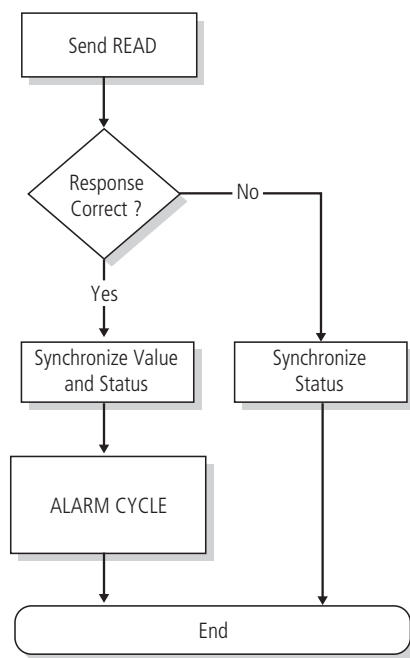 Send READ
Response
Correct ?
No
Yes
Synchronize Value
and Status
Synchronize
Status
ALARM CYCLE
End